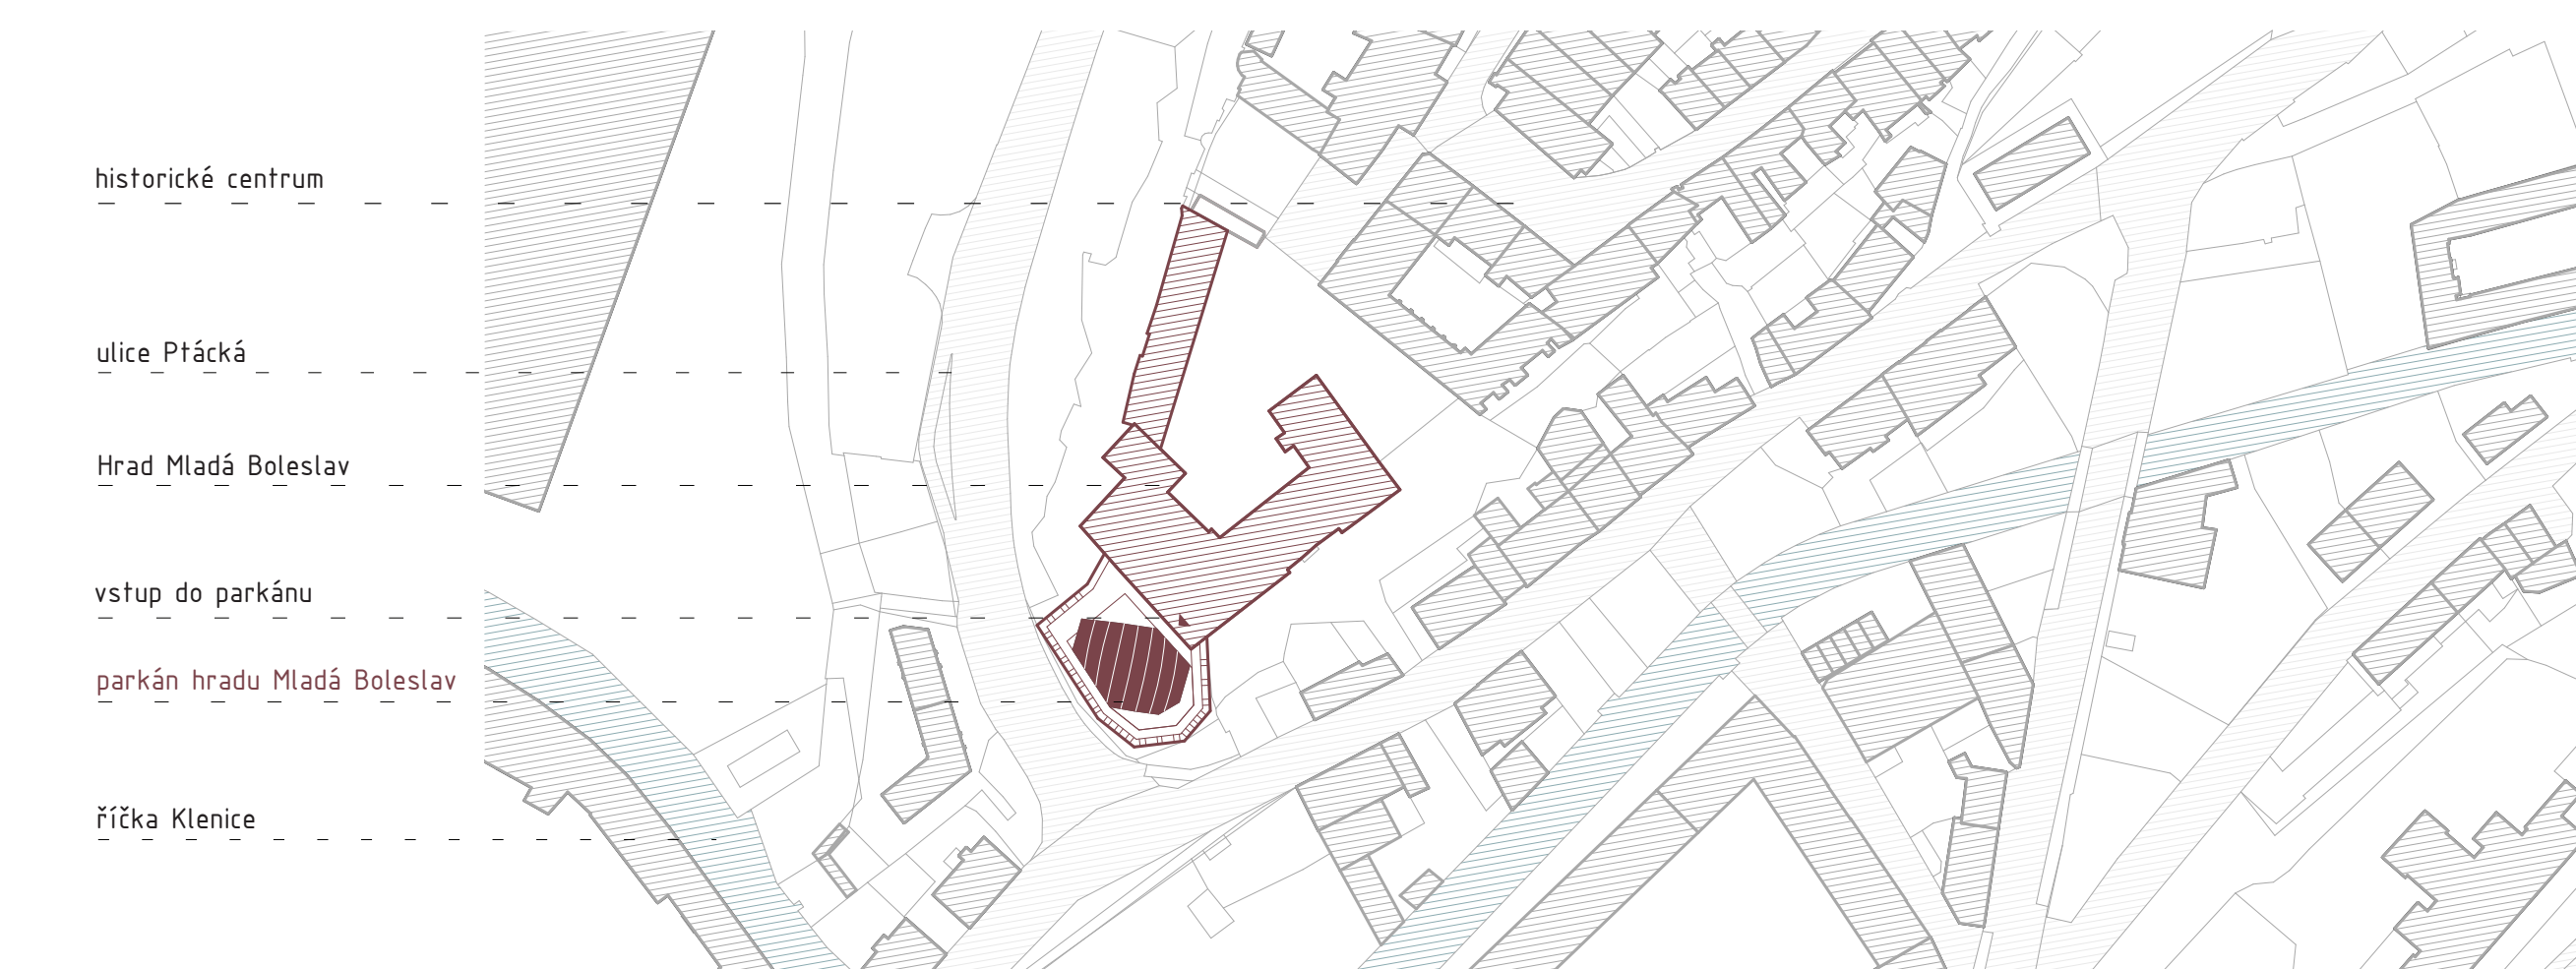 historické centrum
ulice Ptácká
Hrad Mladá Boleslav
vstup do parkánu
parkán hradu Mladá Boleslav
říčka Klenice